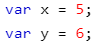 var x = 5;
var y = 6;